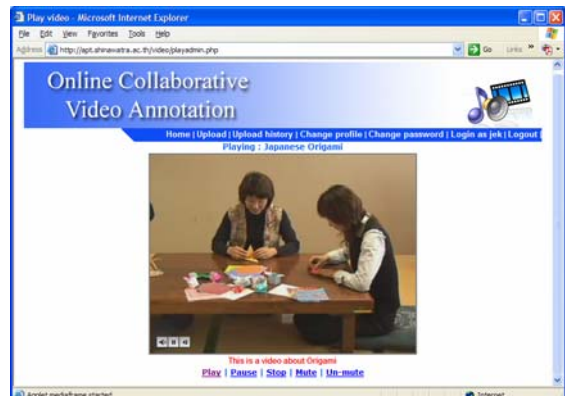 Play video - Microsoft Internet Explorer
File Edit View Favorites Tools Help
Address http://apt.shinawatra.ac.th/video/playadmin.php Go Links »
Online Collaborative
Video Annotation
Home | Upload | Upload history | Change profile | Change password | Login as jek | Logout |
Playing : Japanese Origami
This is a video about Origami
Play | Pause | Stop | Mute | Un-mute
Applet mediaframe started Internet